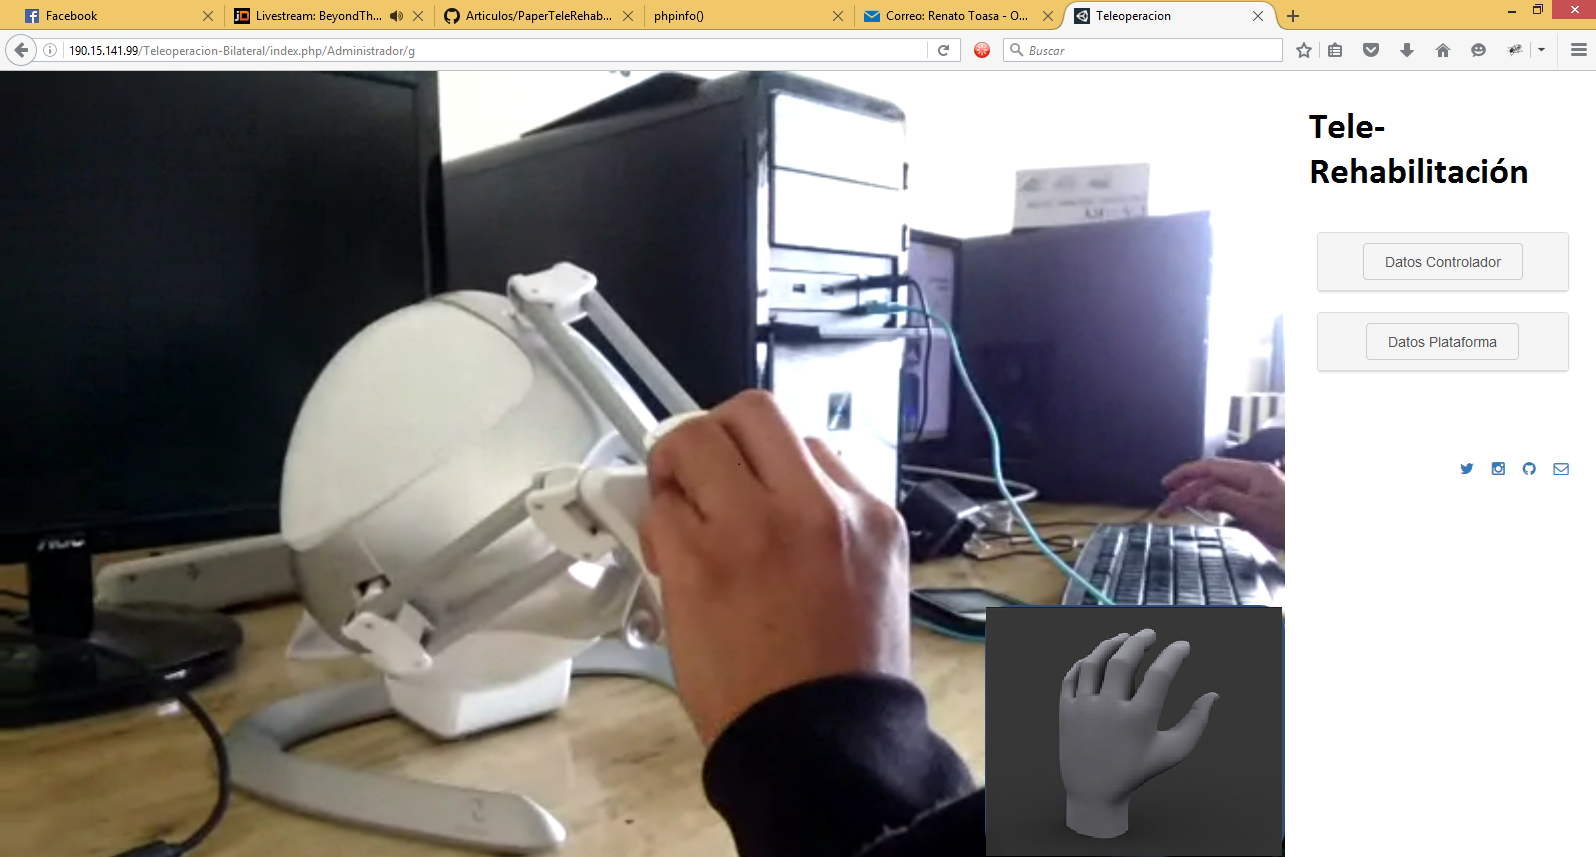 Facebook
Livestream: BeyondTh...
Articulos/PaperTeleRehab...
phpinfo()
Correo: Renato Toasa - O...
Teleoperacion
190.15.141.99/Teleoperacion-Bilateral/index.php/Administrador/g
Buscar
Tele-
Rehabilitación
Datos Controlador
Datos Plataforma
AOC